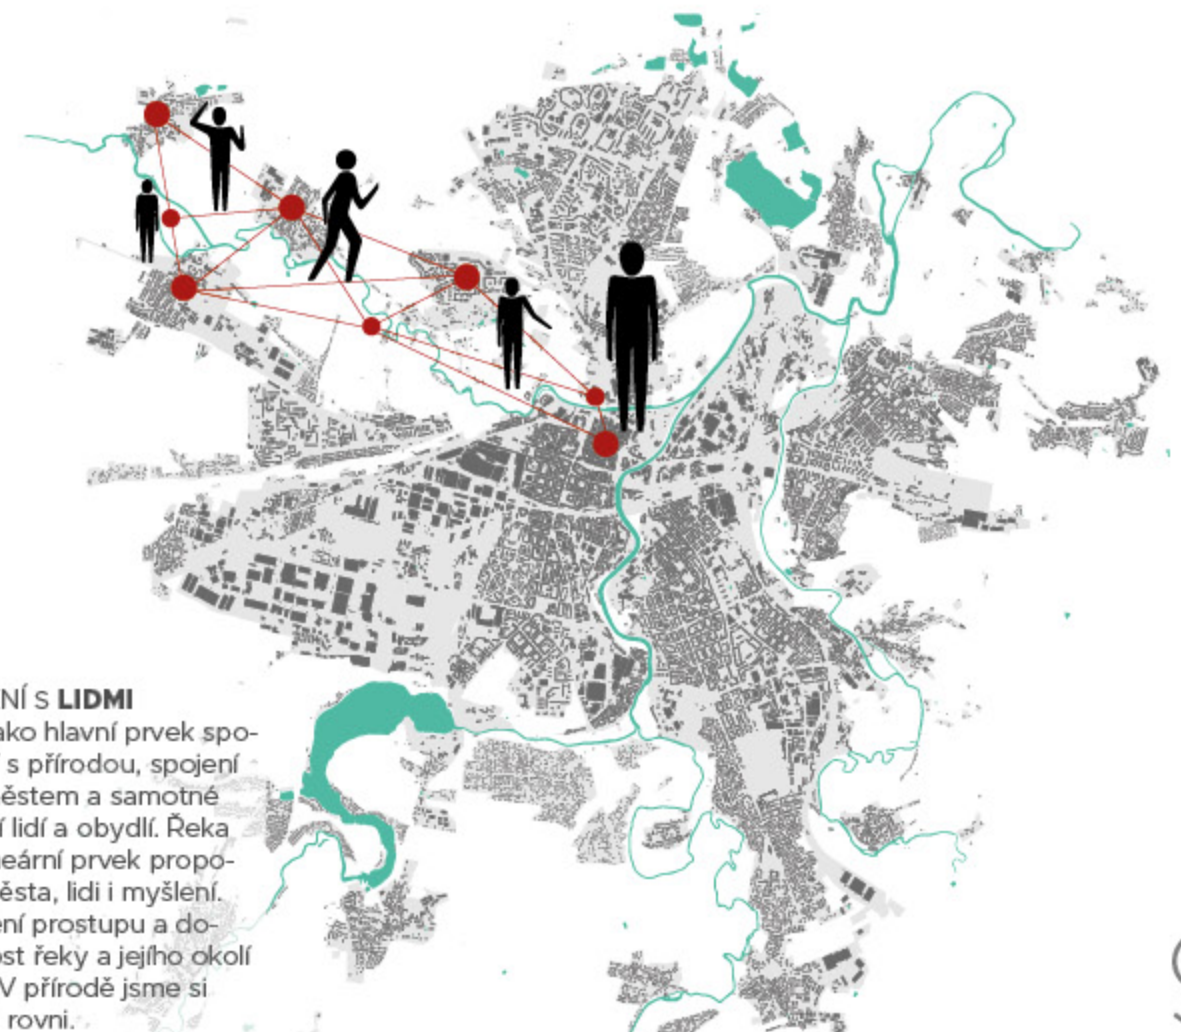 NÍ S LIDMI
ako hlavní prvek spo-
í s přírodou, spojení
ěstem a samotné
í lidí a obydlí. Řeka
neární prvek propo-
ěsta, lidi i myšlení.
ení prostupu a do-
ost řeky a jejího okolí
V přírodě jsme si
rovni.